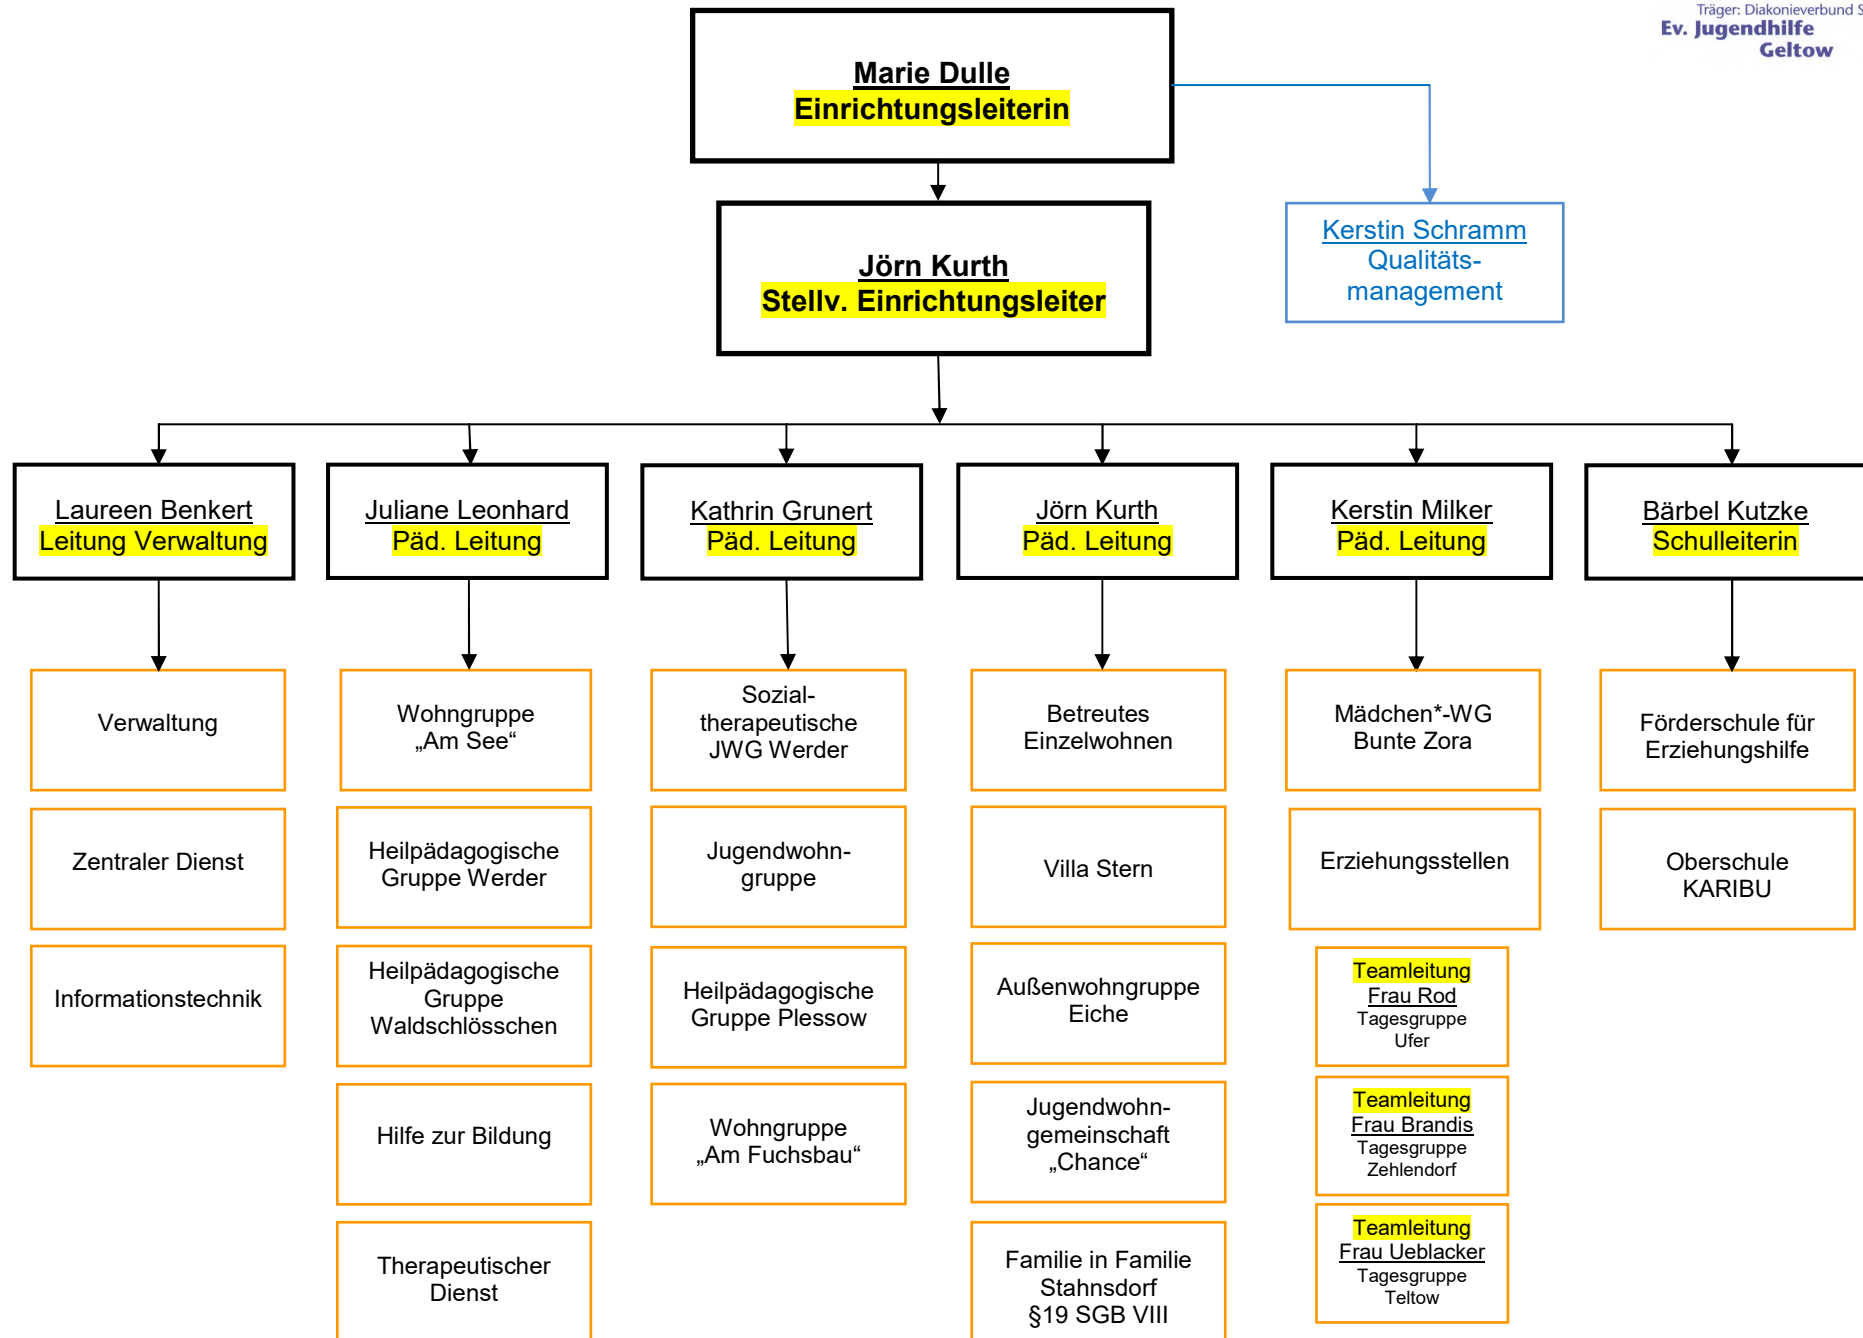 Träger: Diakonieverbund S
Ev. Jugendhilfe
Geltow
Marie Dulle
Einrichtungsleiterin
Kerstin Schramm
Qualitäts-
management
Jörn Kurth
Stellv. Einrichtungsleiter
Laureen Benkert
Leitung Verwaltung
Juliane Leonhard
Päd. Leitung
Kathrin Grunert
Päd. Leitung
Jörn Kurth
Päd. Leitung
Kerstin Milker
Päd. Leitung
Bärbel Kutzke
Schulleiterin
Verwaltung
Zentraler Dienst
Informationstechnik
Wohngruppe
„Am See“
Heilpädagogische
Gruppe Werder
Heilpädagogische
Gruppe
Waldschlösschen
Hilfe zur Bildung
Therapeutischer
Dienst
Sozial-
therapeutische
JWG Werder
Jugendwohn-
gruppe
Heilpädagogische
Gruppe Plessow
Wohngruppe
„Am Fuchsbau“
Betreutes
Einzelwohnen
Villa Stern
Außenwohngruppe
Eiche
Jugendwohn-
gemeinschaft
„Chance“
Familie in Familie
Stahnsdorf
§19 SGB VIII
Mädchen*-WG
Bunte Zora
Erziehungsstellen
Teamleitung
Frau Rod
Tagesgruppe
Ufer
Teamleitung
Frau Brandis
Tagesgruppe
Zehlendorf
Teamleitung
Frau Ueblacker
Tagesgruppe
Teltow
Förderschule für
Erziehungshilfe
Oberschule
KARIBU